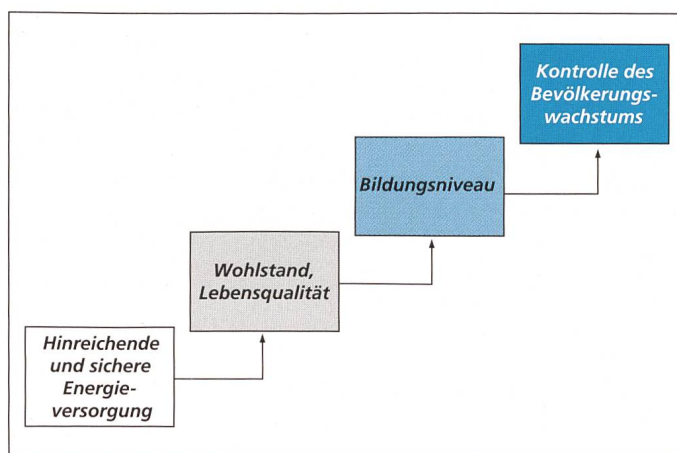 Kontrolle des
Bevölkerungs-
wachstums
Bildungsniveau
Wohlstand,
Lebensqualität
Hinreichende
und sichere
Energie-
versorgung